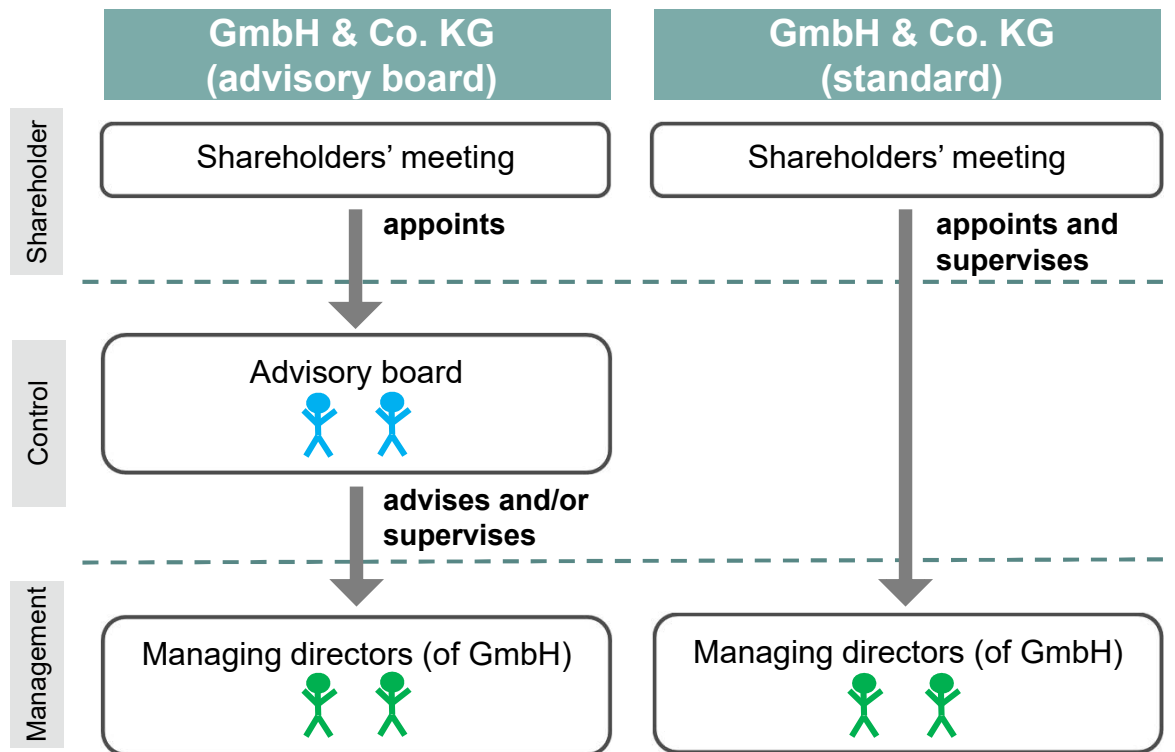 GmbH & Co. KG
(advisory board)
GmbH & Co. KG
(standard)
Shareholder
Shareholders’ meeting
Shareholders’ meeting
appoints
appoints and
supervises
Control
Advisory board
advises and/or
supervises
Management
Managing directors (of GmbH)
Managing directors (of GmbH)